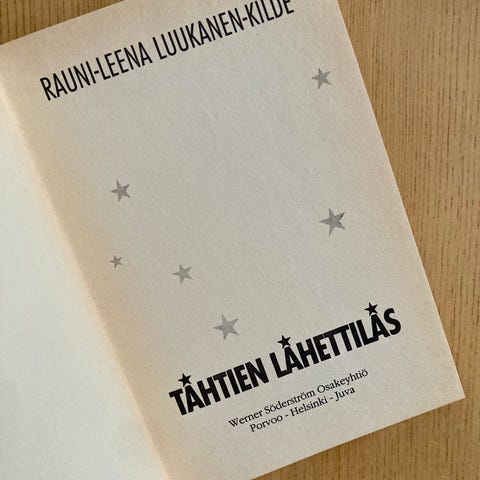 RAUNI-LEENA LUUKANEN-KILDE
TÄHTIEN LÄHETTILÄS
Werner Söderström Osakeyhtiö
Porvoo - Helsinki - Juva